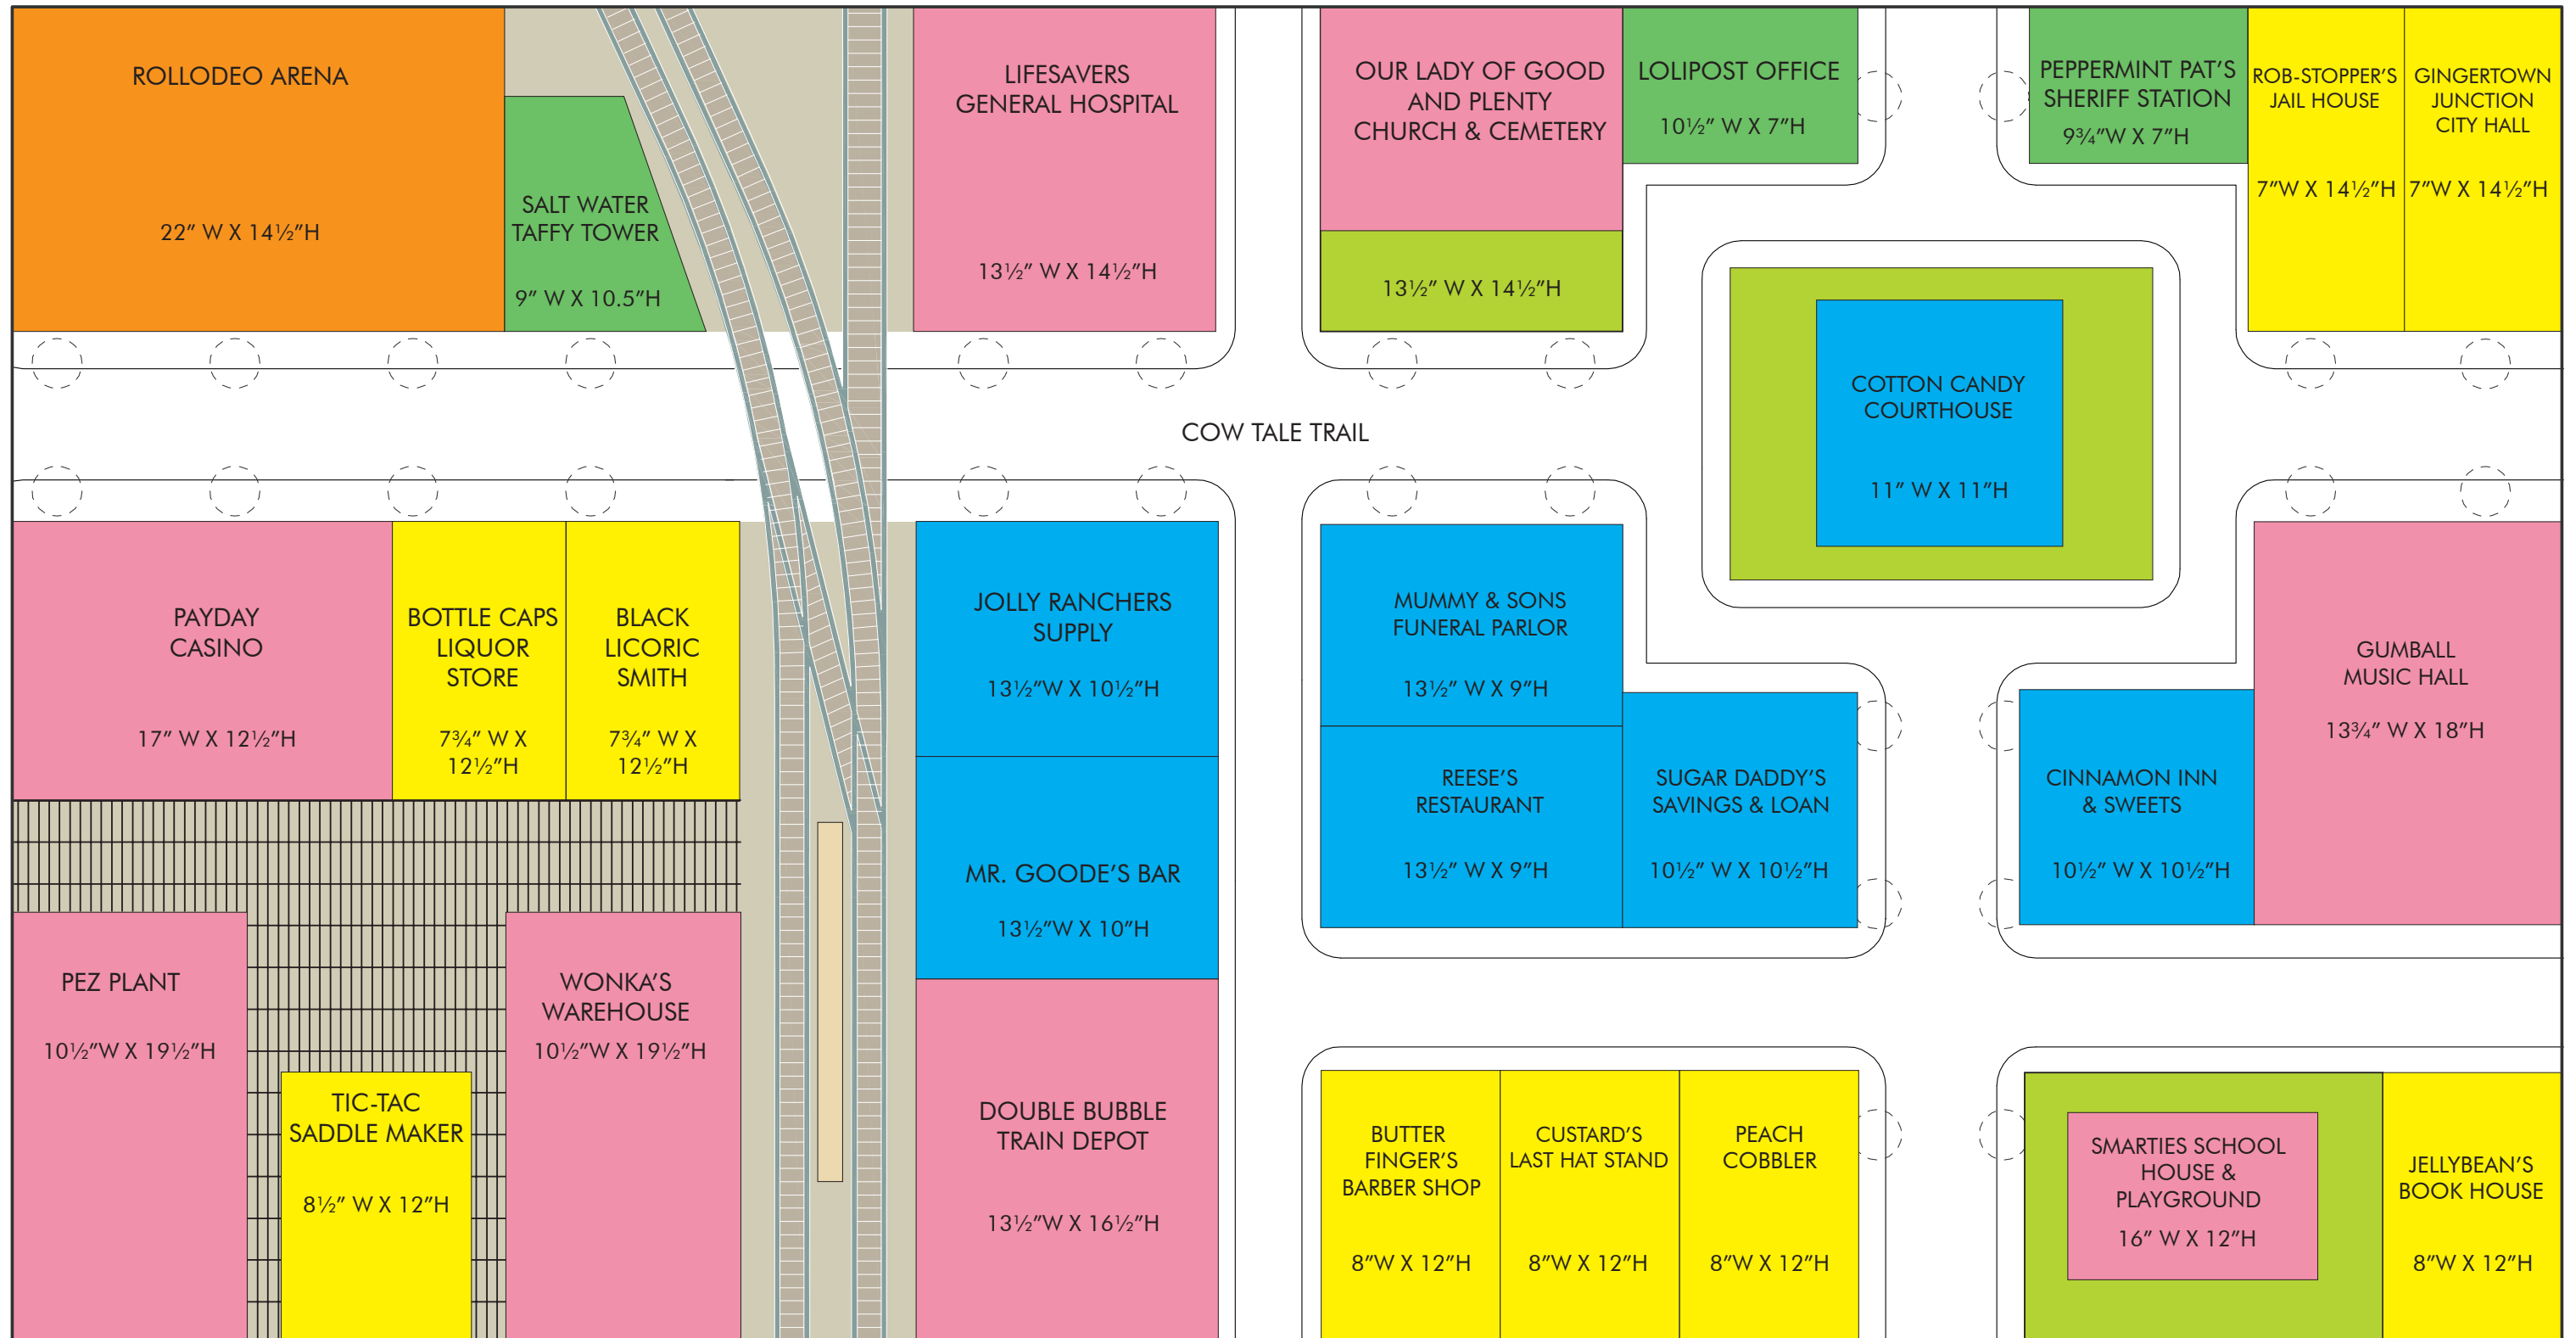 ROLLODEO ARENA
22" W X 14½"H
SALT WATER
TAFFY TOWER
9" W X 10.5"H
LIFESAVERS
GENERAL HOSPITAL
13½" W X 14½"H
OUR LADY OF GOOD
AND PLENTY
CHURCH & CEMETERY
13½" W X 14½"H
LOLIPOST OFFICE
10½" W X 7"H
PEPPERMINT PAT'S
SHERIFF STATION
9¾"W X 7"H
ROB-STOPPER'S
JAIL HOUSE
7"W X 14½"H
GINGERTOWN
JUNCTION
CITY HALL
7"W X 14½"H
COTTON CANDY
COURTHOUSE
11" W X 11"H
COW TALE TRAIL
PAYDAY
CASINO
17" W X 12½"H
BOTTLE CAPS
LIQUOR
STORE
7¾" W X
12½"H
BLACK
LICORIC
SMITH
7¾" W X
12½"H
JOLLY RANCHERS
SUPPLY
13½"W X 10½"H
MUMMY & SONS
FUNERAL PARLOR
13½" W X 9"H
GUMBALL
MUSIC HALL
13¾" W X 18"H
REESE'S
RESTAURANT
13½" W X 9"H
SUGAR DADDY'S
SAVINGS & LOAN
10½" W X 10½"H
CINNAMON INN
& SWEETS
10½" W X 10½"H
MR. GOODE'S BAR
13½"W X 10"H
PEZ PLANT
10½"W X 19½"H
WONKA'S
WAREHOUSE
10½"W X 19½"H
TIC-TAC
SADDLE MAKER
8½" W X 12"H
DOUBLE BUBBLE
TRAIN DEPOT
13½"W X 16½"H
BUTTER
FINGER'S
BARBER SHOP
8"W X 12"H
CUSTARD'S
LAST HAT STAND
8"W X 12"H
PEACH
COBBLER
8"W X 12"H
SMARTIES SCHOOL
HOUSE &
PLAYGROUND
16" W X 12"H
JELLYBEAN'S
BOOK HOUSE
8"W X 12"H